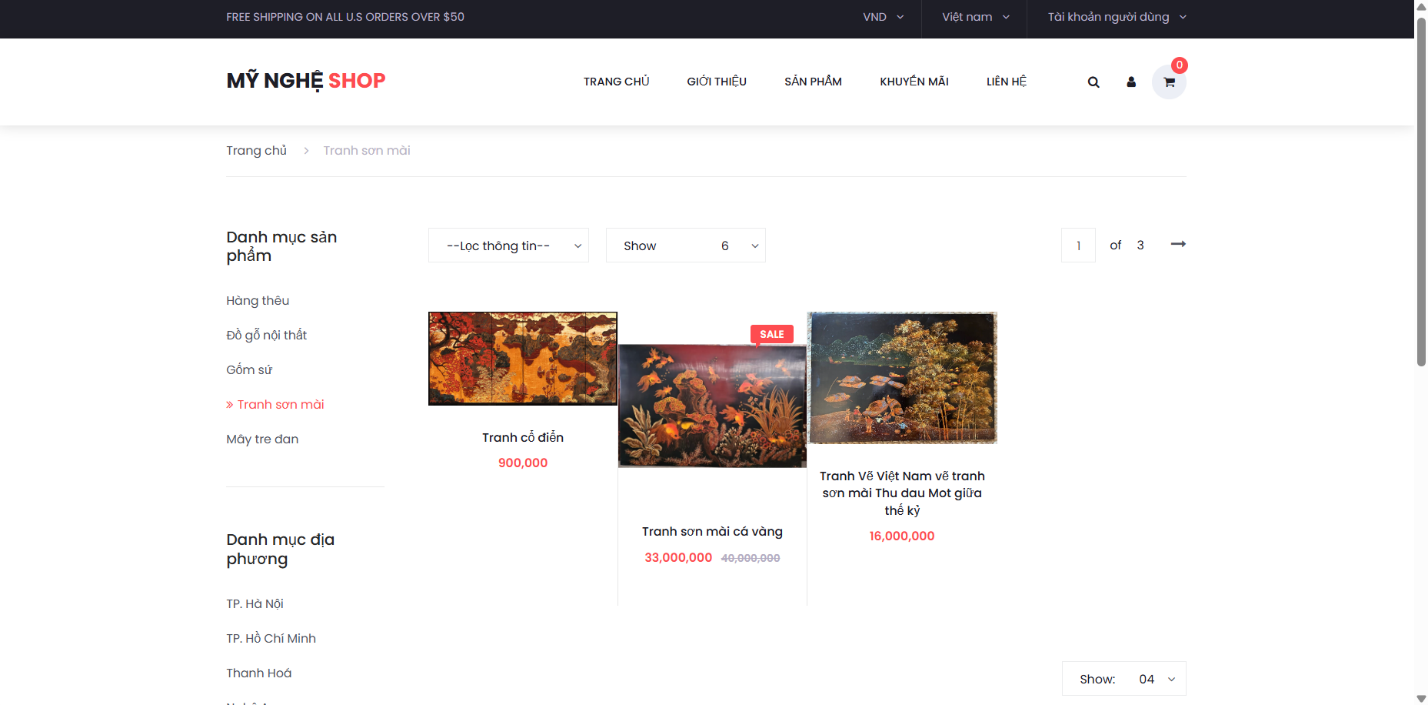 FREE SHIPPING ON ALL U.S ORDERS OVER $50
VND
Việt nam
Tài khoản người dùng
MỸ NGHỆ SHOP
TRANG CHỦ
GIỚI THIỆU
SẢN PHẨM
KHUYẾN MÃI
LIÊN HỆ
0
Trang chủ > Tranh sơn mài
Danh mục sản
phẩm
Hàng thêu
Đồ gỗ nội thất
Gốm sứ
» Tranh sơn mài
Mây tre đan
Danh mục địa
phương
TP. Hà Nội
TP. Hồ Chí Minh
Thanh Hoá
--Lọc thông tin--
Show 6
1 of 3
Tranh cổ điển
900,000
SALE
Tranh sơn mài cá vàng
33,000,000 40,000,000
Tranh Vẽ Việt Nam vẽ tranh
sơn mài Thu dau Mot giữa
thế kỷ
16,000,000
Show: 04